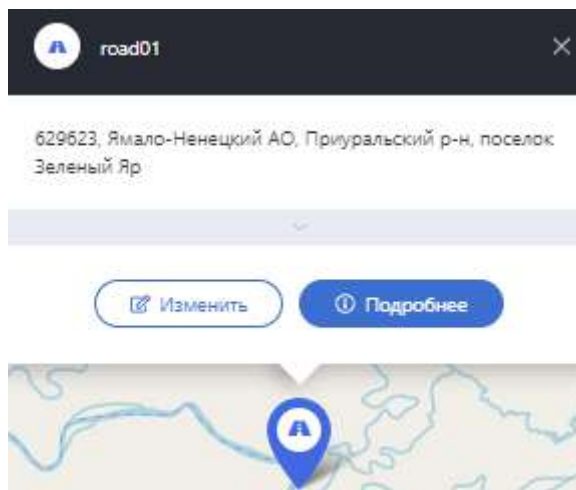 road01
629623, Ямало-Ненецкий АО, Приуральский р-н, поселок
Зеленый Яр
Изменить
Подробнее